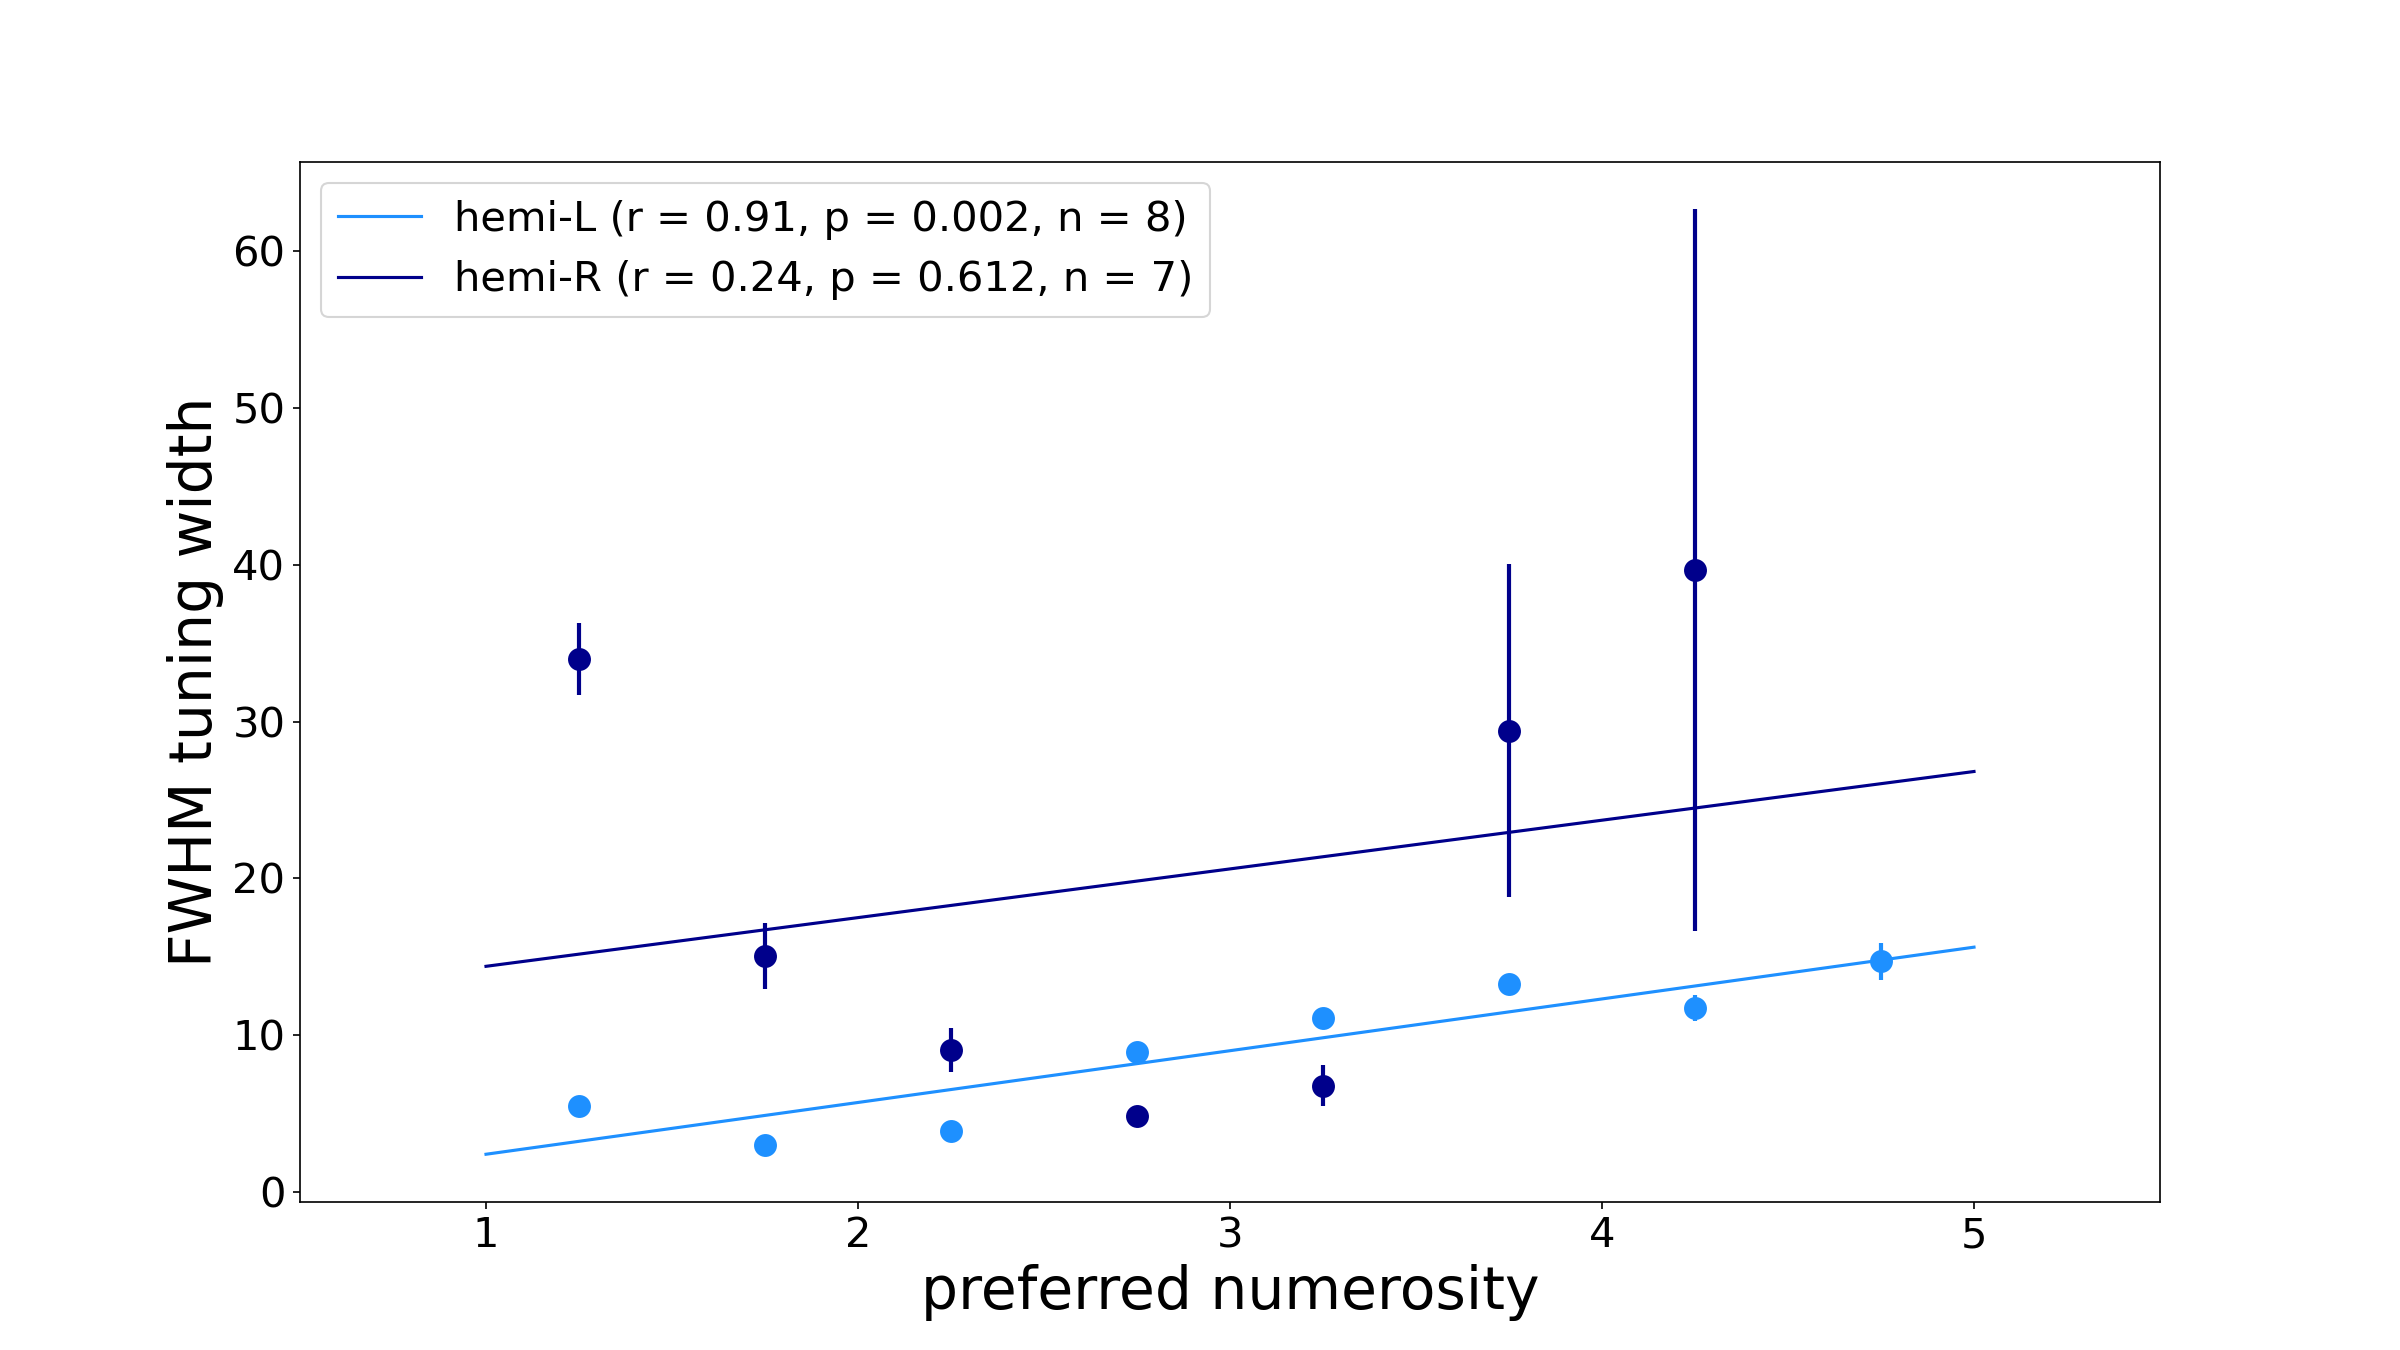 hemi-L (r = 0.91, p = 0.002, n = 8)
hemi-R (r = 0.24, p = 0.612, n = 7)
FWHM tuning width
60
50
40
30
20
10
0
1 2 3 4 5
preferred numerosity